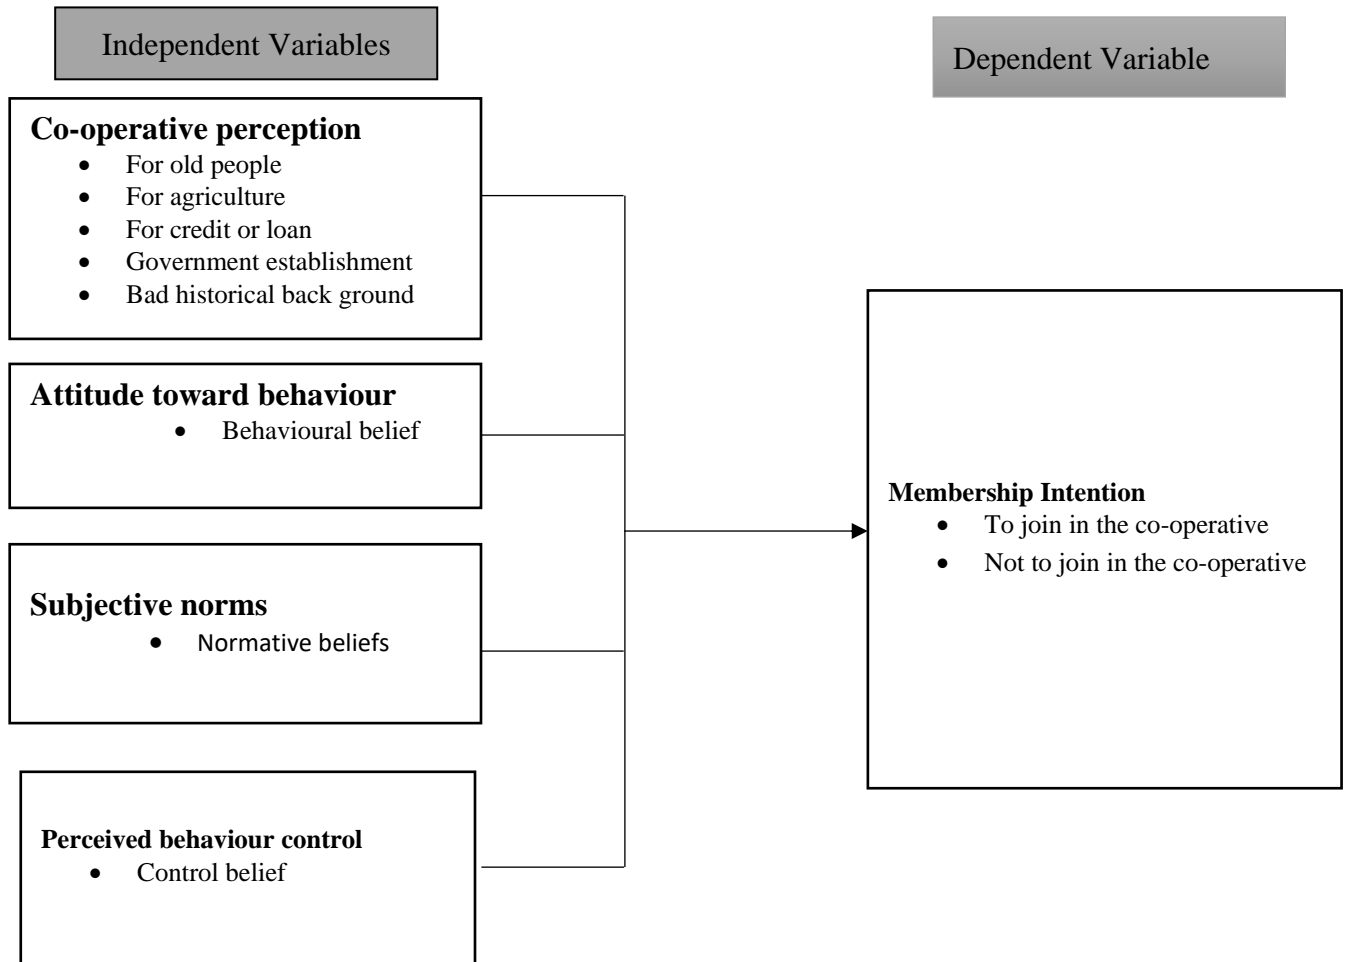 Independent Variables
Dependent Variable
Co-operative perception
• For old people
• For agriculture
• For credit or loan
• Government establishment
• Bad historical back ground
Attitude toward behaviour
• Behavioural belief
Subjective norms
• Normative beliefs
Perceived behaviour control
• Control belief
Membership Intention
• To join in the co-operative
• Not to join in the co-operative